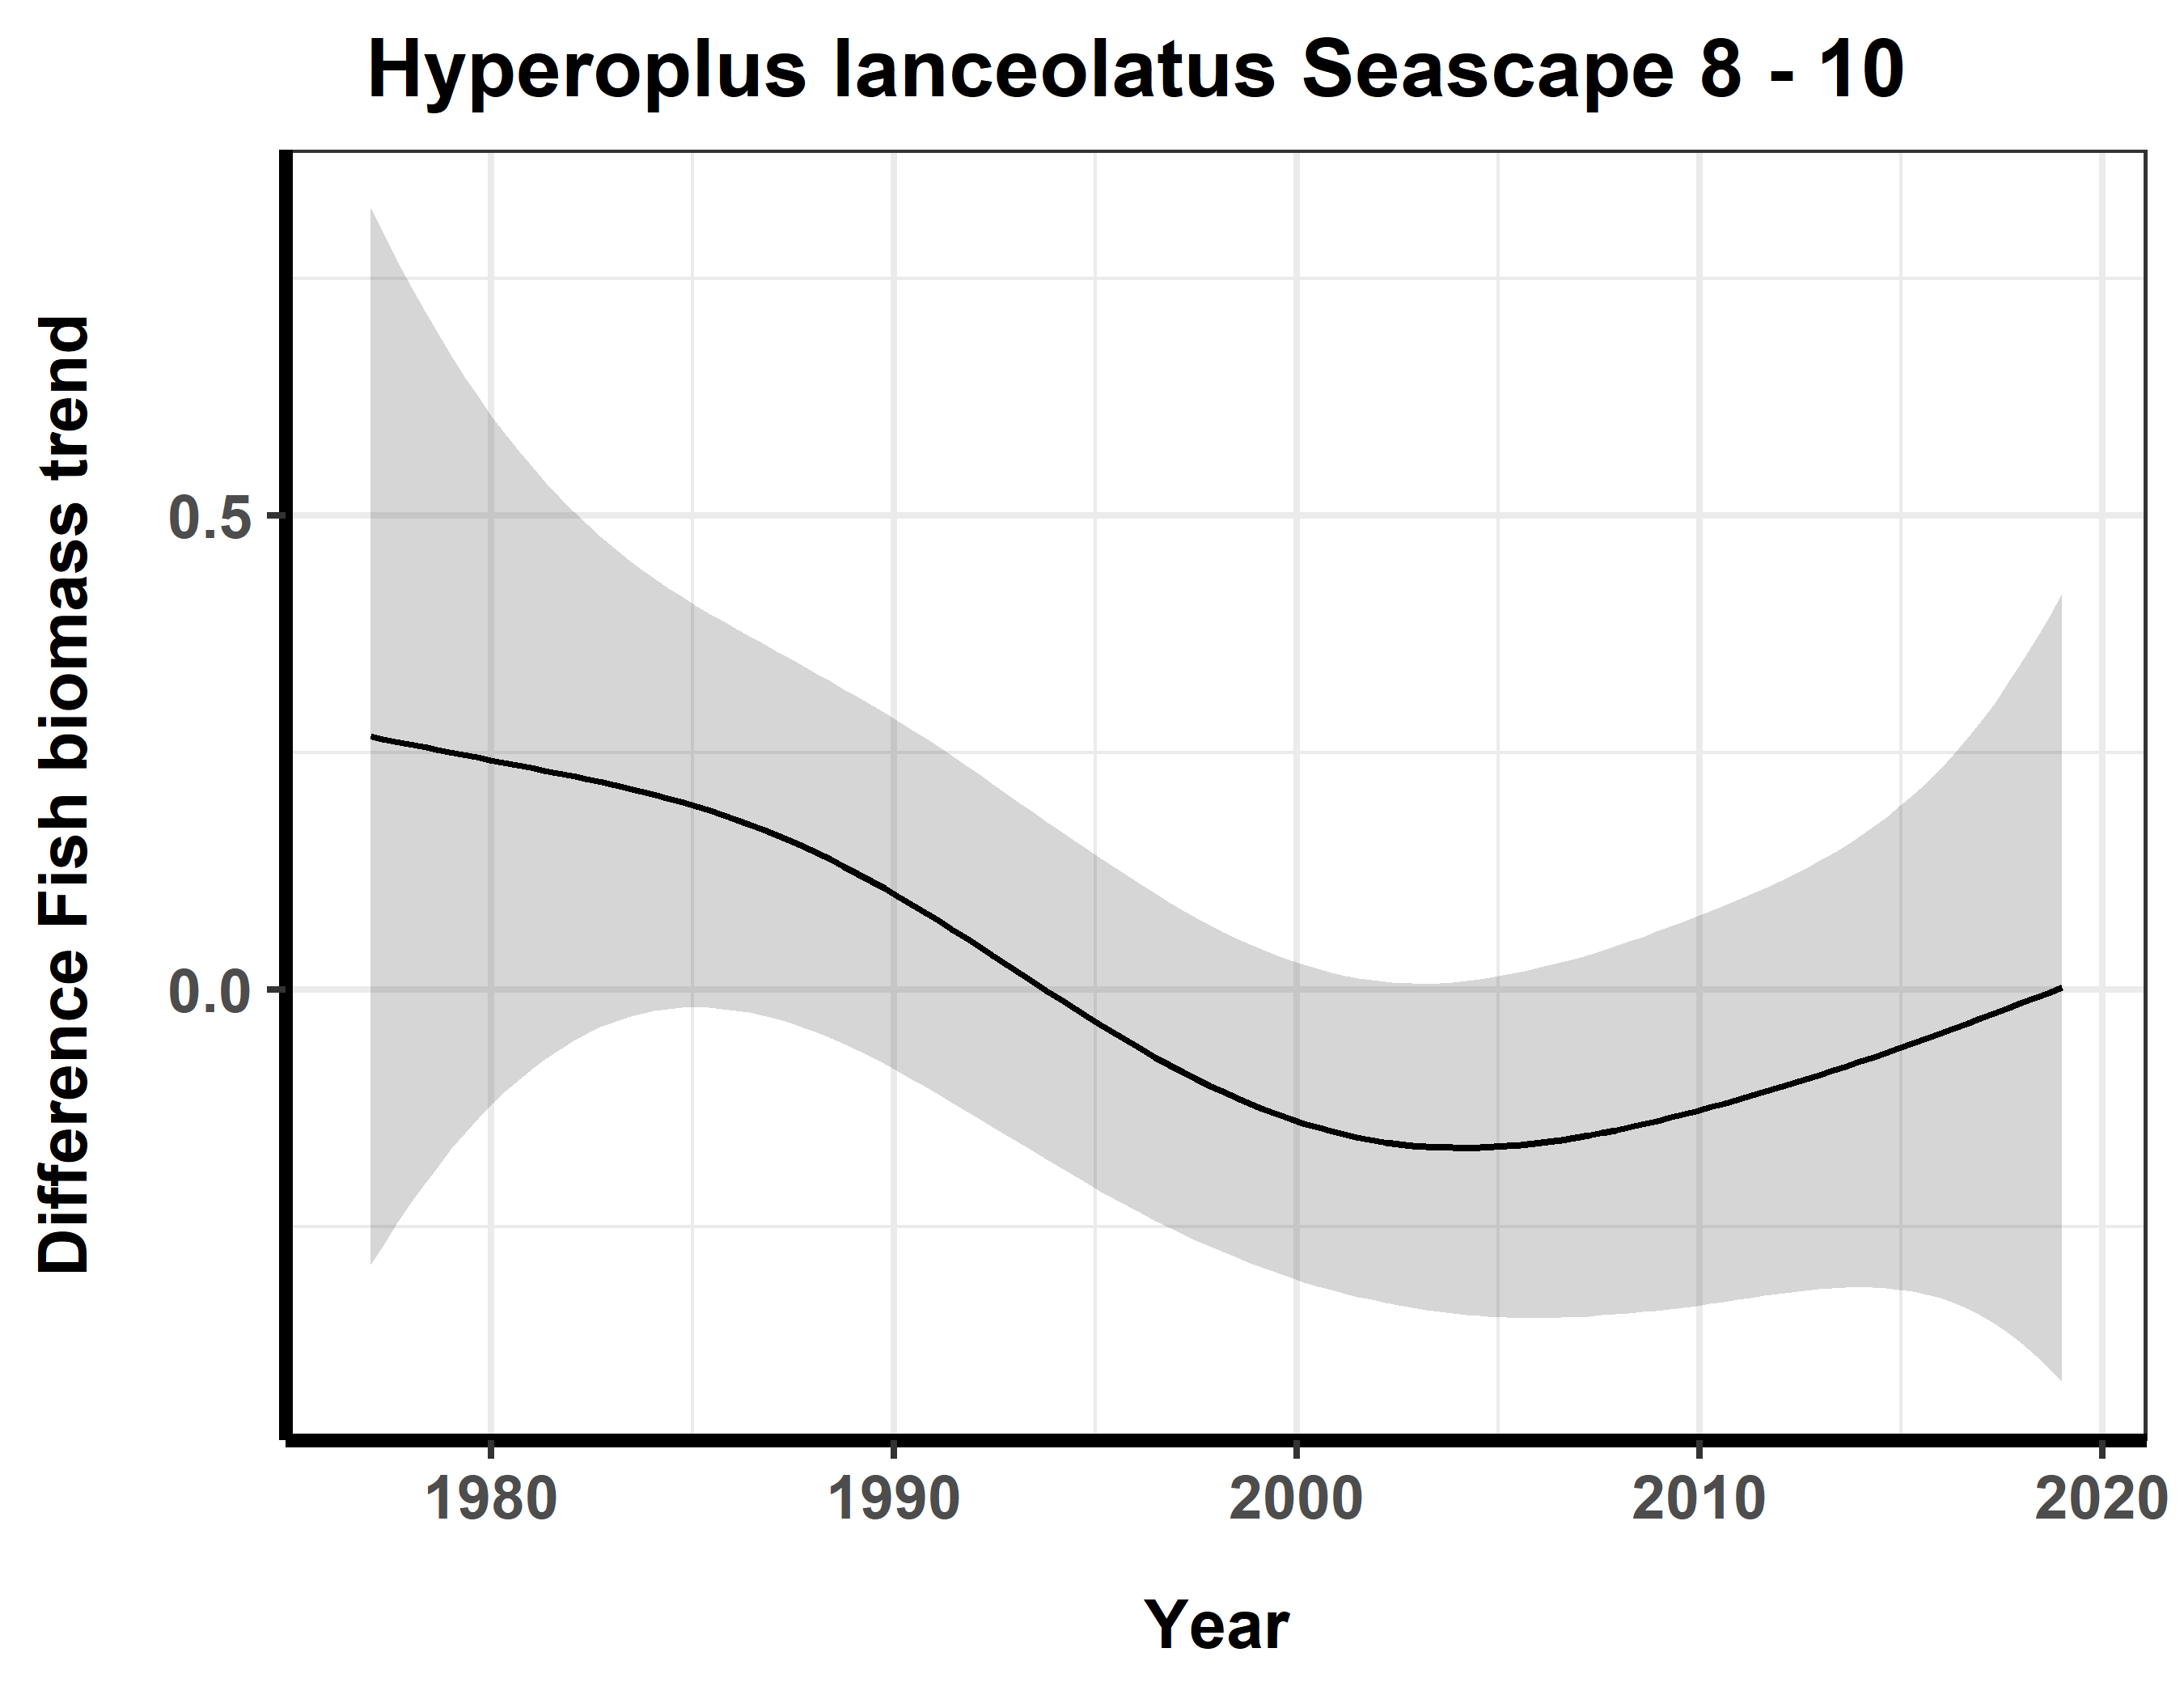 Hyperoplus lanceolatus Seascape 8 - 10
Difference Fish biomass trend
0.5
0.0
1980 1990 2000 2010 2020
Year